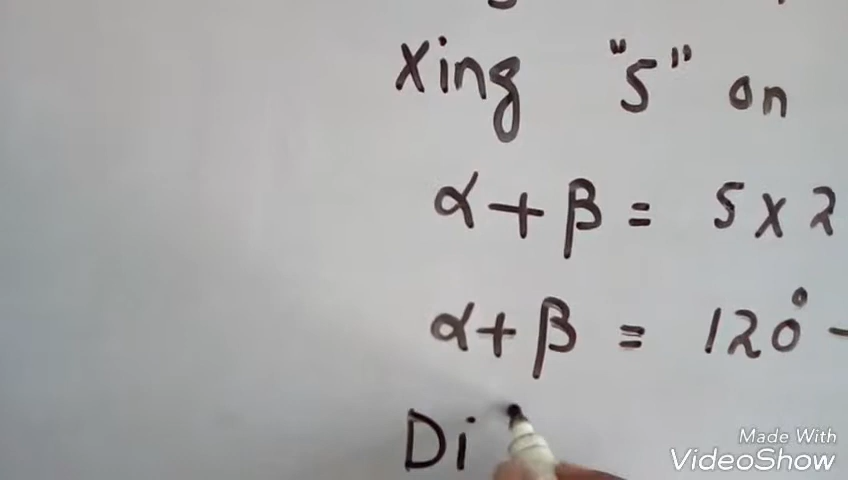 xing "5" on
α + β = 5 x 2
α + β = 120°
Di
Made With
VideoShow